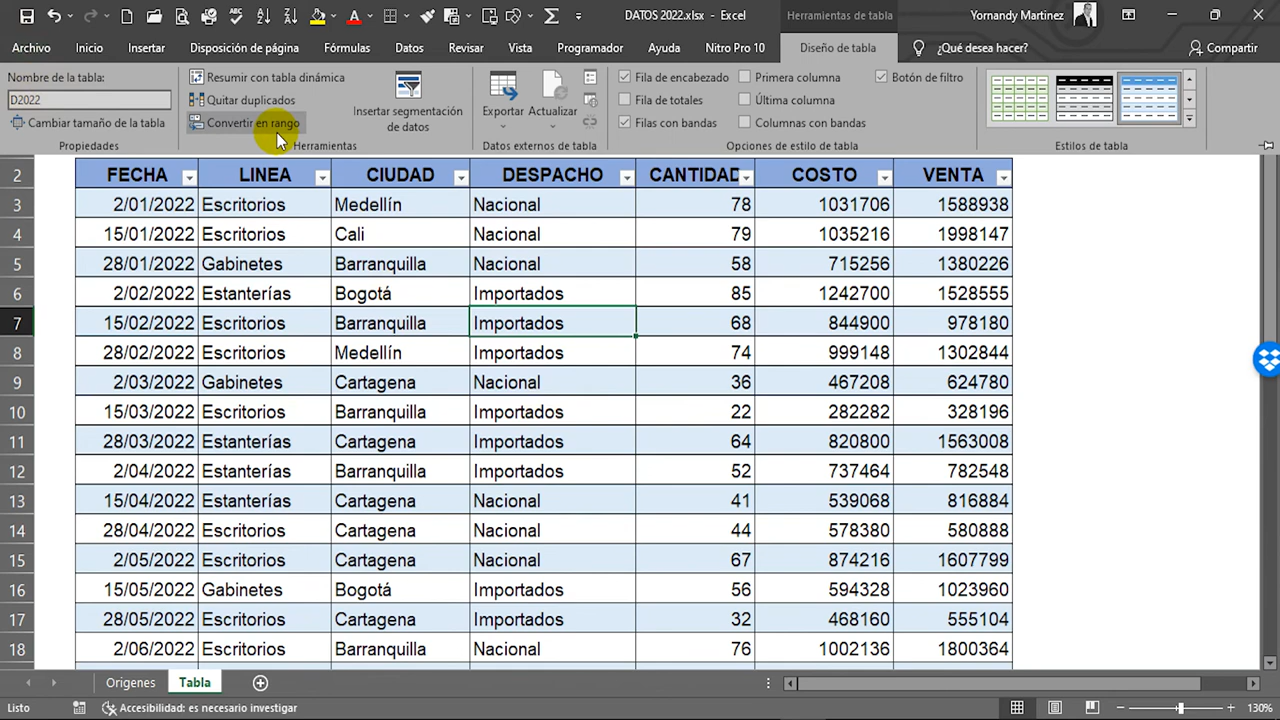 DATOS 2022.xlsx - Excel
Herramientas de tabla
Yornandy Martinez
Archivo Inicio Insertar Disposición de página Fórmulas Datos Revisar Vista Programador Ayuda Nitro Pro 10 Diseño de tabla ¿Qué desea hacer? Compartir
Nombre de la tabla:
D2022
Cambiar tamaño de la tabla
Propiedades
Resumir con tabla dinámica
Quitar duplicados
Convertir en rango
segmentación
de datos
Herramientas
Exportar Actualizar
Datos externos de tabla
Fila de encabezado Primera columna Botón de filtro
Fila de totales Última columna
Filas con bandas Columnas con bandas
Opciones de estilo de tabla
Estilos de tabla
2 FECHA LINEA CIUDAD DESPACHO CANTIDAD COSTO VENTA
3 2/01/2022 Escritorios Medellín Nacional 78 1031706 1588938
4 15/01/2022 Escritorios Cali Nacional 79 1035216 1998147
5 28/01/2022 Gabinetes Barranquilla Nacional 58 715256 1380226
6 2/02/2022 Estanterías Bogotá Importados 85 1242700 1528555
7 15/02/2022 Escritorios Barranquilla Importados 68 844900 978180
8 28/02/2022 Escritorios Medellín Importados 74 999148 1302844
9 2/03/2022 Gabinetes Cartagena Nacional 36 467208 624780
10 15/03/2022 Escritorios Barranquilla Importados 22 282282 328196
11 28/03/2022 Estanterías Cartagena Importados 64 820800 1563008
12 2/04/2022 Estanterías Barranquilla Importados 52 737464 782548
13 15/04/2022 Estanterías Cartagena Nacional 41 539068 816884
14 28/04/2022 Escritorios Cartagena Nacional 44 578380 580888
15 2/05/2022 Escritorios Cartagena Nacional 67 874216 1607799
16 15/05/2022 Gabinetes Bogotá Importados 56 594328 1023960
17 28/05/2022 Escritorios Cartagena Importados 32 468160 555104
18 2/06/2022 Escritorios Barranquilla Nacional 76 1002136 1800364
Origenes Tabla
Listo Accesibilidad: es necesario investigar 130%